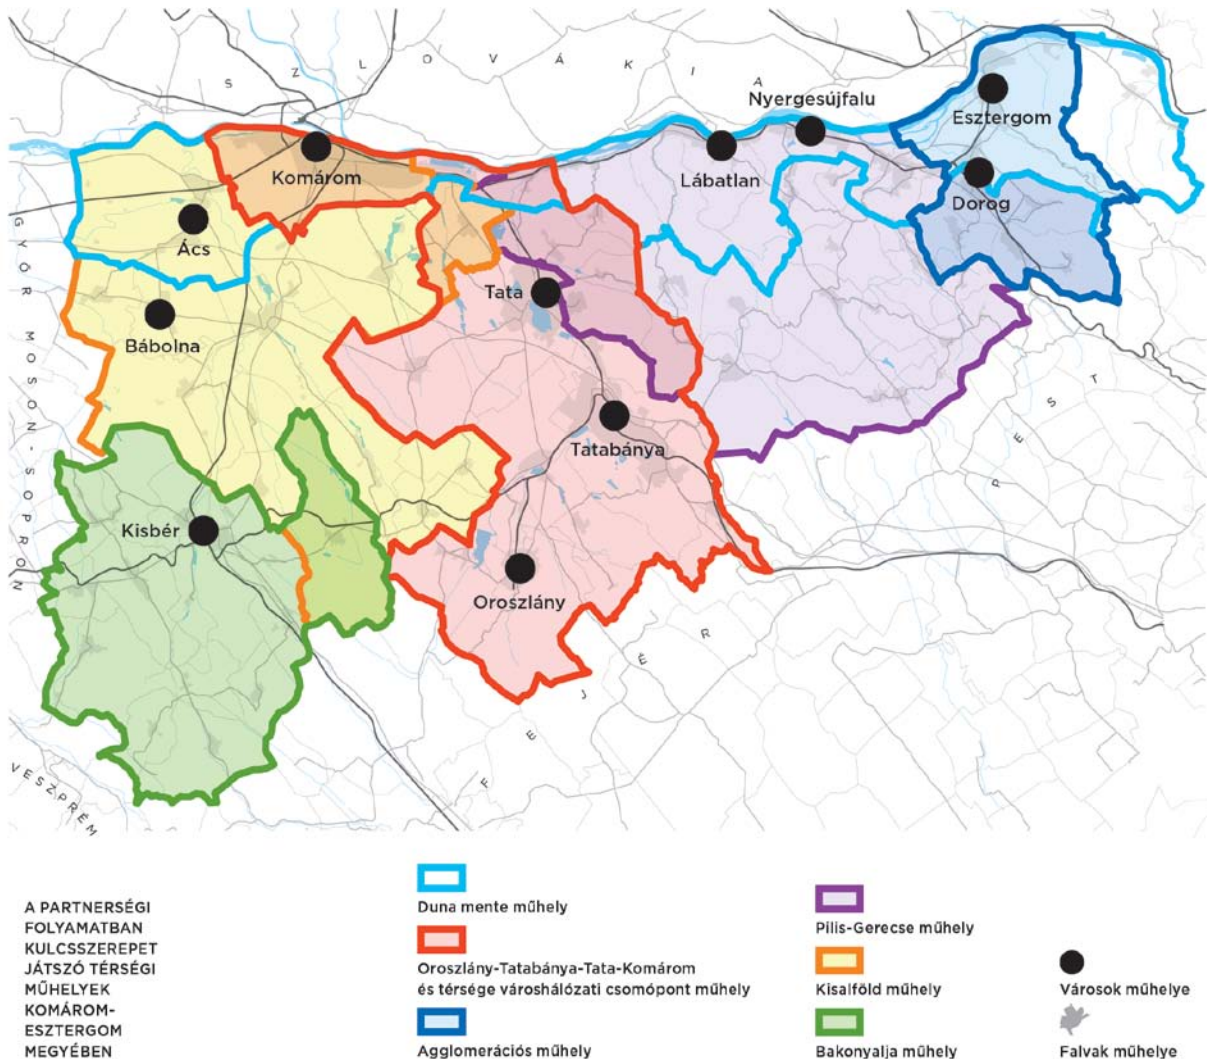 SZLOVÁKIA
Nyergesújfalu
Esztergom
Komárom
Lábatlan
Dorog
Ács
Tata
Bábolna
GYŐR MOSON-SOPRON
PEST
Tatabánya
Kisbér
Oroszlány
FEJÉR
VESZPRÉM
A PARTNERSÉGI
FOLYAMATBAN
KULCSSZEREPET
JÁTSZÓ TÉRSÉGI
MŰHELYEK
KOMÁROM-
ESZTERGOM
MEGYÉBEN
Duna mente műhely
Oroszlány-Tatabánya-Tata-Komárom
és térsége városhálózati csomópont műhely
Agglomerációs műhely
Pilis-Gerecse műhely
Kisalföld műhely
Bakonyalja műhely
Városok műhelye
Falvak műhelye